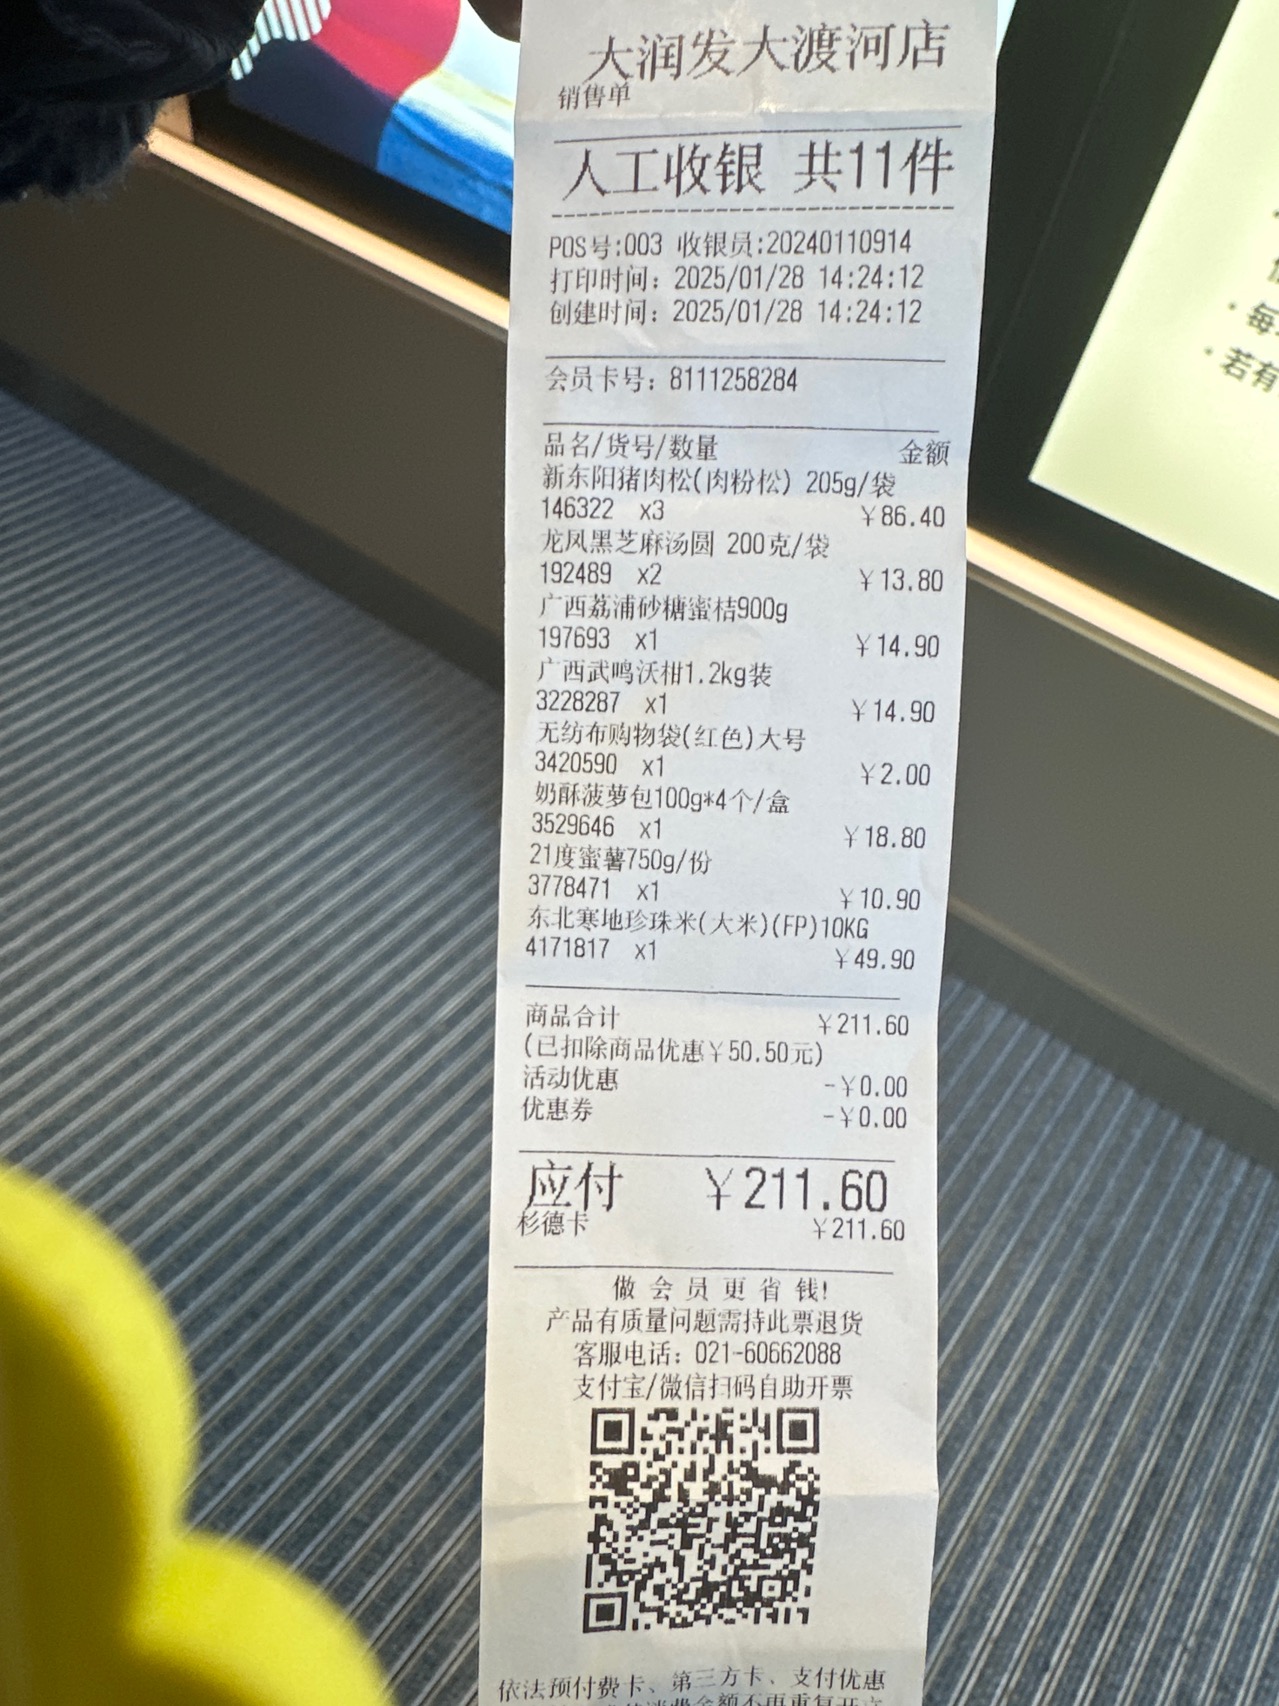 大润发大渡河店
销售单
人工收银 共11件
POS号:003 收银员:20240110914
打印时间：2025/01/28 14:24:12
创建时间：2025/01/28 14:24:12
会员卡号：8111258284
品名/货号/数量 金额
新东阳猪肉松(肉粉松) 205g/袋
146322 x3 ￥86.40
龙凤黑芝麻汤圆 200克/袋
192489 x2 ￥13.80
广西荔浦砂糖蜜桔900g
197693 x1 ￥14.90
广西武鸣沃柑1.2kg装
3228287 x1 ￥14.90
无纺布购物袋(红色)大号
3420590 x1 ￥2.00
奶酥菠萝包100g*4个/盒
3529646 x1 ￥18.80
21度蜜薯750g/份
3778471 x1 ￥10.90
东北寒地珍珠米(大米)(FP)10KG
4171817 x1 ￥49.90
商品合计 ￥211.60
(已扣除商品优惠￥50.50元)
活动优惠 -￥0.00
优惠券 -￥0.00
应付 ￥211.60
杉德卡 ￥211.60
做会员更省钱!
产品有质量问题需持此票退货
客服电话：021-60662088
支付宝/微信扫码自助开票
依法预付费卡、第三方卡、支付优惠
消费金额不再重复开
·每
·若有